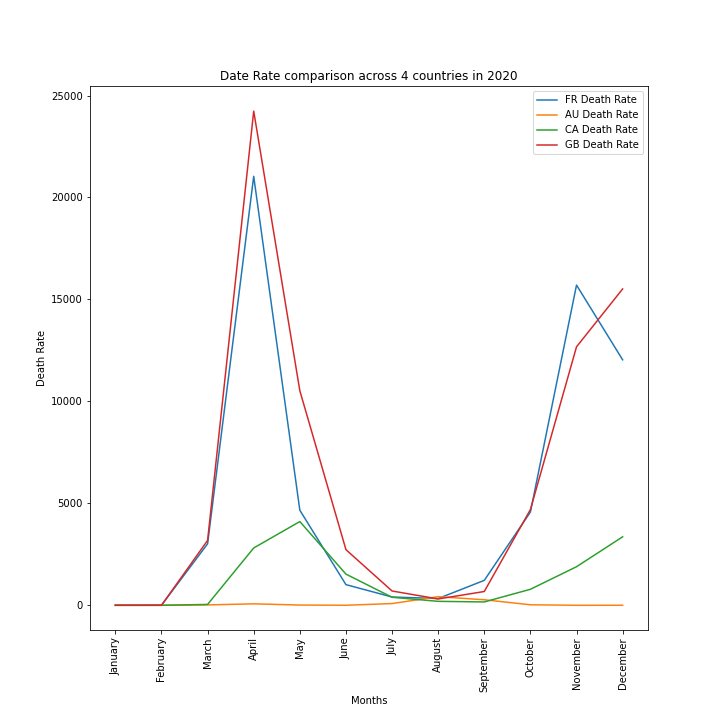 Date Rate comparison across 4 countries in 2020
FR Death Rate
AU Death Rate
CA Death Rate
GB Death Rate
25000
20000
15000
10000
5000
0
Death Rate
January
February
March
April
May
June
July
August
September
October
November
December
Months